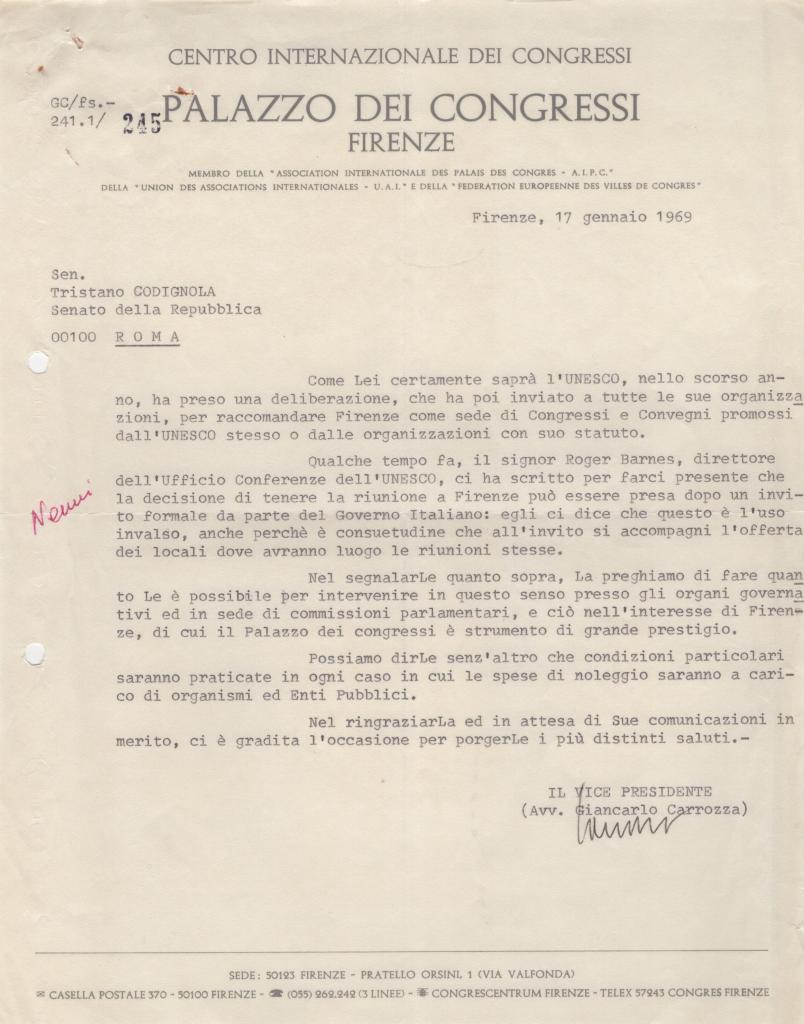 CENTRO INTERNAZIONALE DEI CONGRESSI
GC/fs.-
241.1/ 245
PALAZZO DEI CONGRESSI
FIRENZE
MEMBRO DELLA "ASSOCIATION INTERNATIONALE DES PALAIS DES CONGRES - A.I.P.C."
DELLA "UNION DES ASSOCIATIONS INTERNATIONALES - U.A.I." E DELLA "FEDERATION EUROPEENNE DES VILLES DE CONGRES"
Firenze, 17 gennaio 1969
Sen.
Tristano CODIGNOLA
Senato della Repubblica
00100 R O M A
Come Lei certamente saprà l'UNESCO, nello scorso an-
no, ha preso una deliberazione, che ha poi inviato a tutte le sue organizza
zioni, per raccomandare Firenze come sede di Congressi e Convegni promossi
dall'UNESCO stesso o dalle organizzazioni con suo statuto.
Qualche tempo fa, il signor Roger Barnes, direttore
dell'Ufficio Conferenze dell'UNESCO, ci ha scritto per farci presente che
la decisione di tenere la riunione a Firenze può essere presa dopo un invi-
to formale da parte del Governo Italiano: egli ci dice che questo è l'uso
invalso, anche perchè è consuetudine che all'invito si accompagni l'offerta
dei locali dove avranno luogo le riunioni stesse.
Nenni
Nel segnalarLe quanto sopra, La preghiamo di fare quan
to Le è possibile per intervenire in questo senso presso gli organi governa
tivi ed in sede di commissioni parlamentari, e ciò nell'interesse di Firen-
ze, di cui il Palazzo dei congressi è strumento di grande prestigio.
Possiamo dirLe senz'altro che condizioni particolari
saranno praticate in ogni caso in cui le spese di noleggio saranno a cari-
co di organismi ed Enti Pubblici.
Nel ringraziarLa ed in attesa di Sue comunicazioni in
merito, ci è gradita l'occasione per porgerLe i più distinti saluti.-
IL VICE PRESIDENTE
(Avv. Giancarlo Carrozza)
SEDE: 50123 FIRENZE - PRATELLO ORSINI, 1 (VIA VALFONDA)
✉ CASELLA POSTALE 370 - 50100 FIRENZE - ☎ (055) 262.242 (3 LINEE) - CONGRESCENTRUM FIRENZE - TELEX 57243 CONGRES FIRENZE